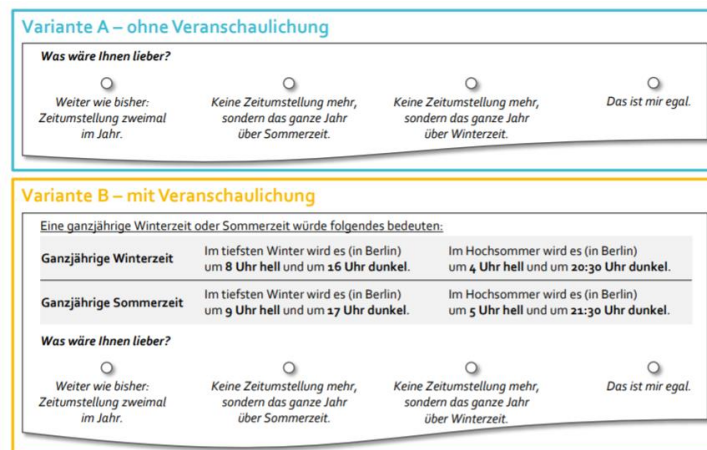 Variante A – ohne Veranschaulichung
Was wäre Ihnen lieber?
Weiter wie bisher:
Zeitumstellung zweimal
im Jahr.
Keine Zeitumstellung mehr,
sondern das ganze Jahr
über Sommerzeit.
Keine Zeitumstellung mehr,
sondern das ganze Jahr
über Winterzeit.
Das ist mir egal.
Variante B – mit Veranschaulichung
Eine ganzjährige Winterzeit oder Sommerzeit würde folgendes bedeuten:
Ganzjährige Winterzeit
Im tiefsten Winter wird es (in Berlin)
um 8 Uhr hell und um 16 Uhr dunkel.
Im Hochsommer wird es (in Berlin)
um 4 Uhr hell und um 20:30 Uhr dunkel.
Ganzjährige Sommerzeit
Im tiefsten Winter wird es (in Berlin)
um 9 Uhr hell und um 17 Uhr dunkel.
Im Hochsommer wird es (in Berlin)
um 5 Uhr hell und um 21:30 Uhr dunkel.
Was wäre Ihnen lieber?
Weiter wie bisher:
Zeitumstellung zweimal
im Jahr.
Keine Zeitumstellung mehr,
sondern das ganze Jahr
über Sommerzeit.
Keine Zeitumstellung mehr,
sondern das ganze Jahr
über Winterzeit.
Das ist mir egal.